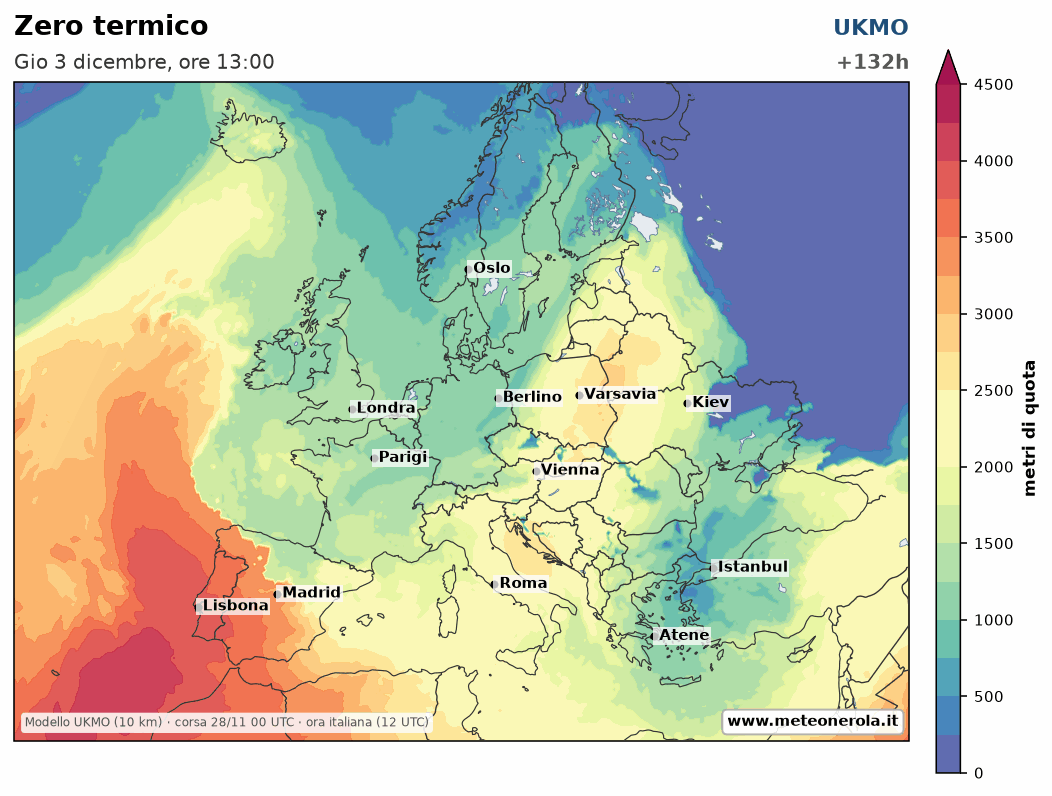 Zero termico
UKMO
Gio 3 dicembre, ore 13:00
+132h
4500
4000
3500
3000
2500
2000
1500
1000
500
0
metri di quota
Oslo
Berlino
Varsavia
Kiev
Londra
Parigi
Vienna
Istanbul
Roma
Madrid
Lisbona
Atene
Modello UKMO (10 km) · corsa 28/11 00 UTC · ora italiana (12 UTC)
www.meteonerola.it